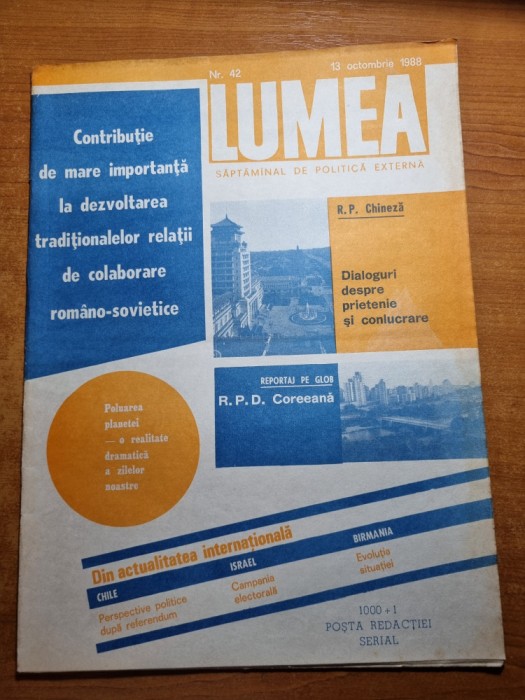 Nr. 42
13 octombrie 1988
LUMEA
SĂPTĂMINAL DE POLITICĂ EXTERNĂ
Contribuţie
de mare importanţă
la dezvoltarea
tradiţionalelor relaţii
de colaborare
româno-sovietice
R.P. Chineză
Dialoguri
despre
prietenie
şi conlucrare
REPORTAJ PE GLOB
R.P.D. Coreeană
Poluarea
planetei
— o realitate
dramatică
a zilelor
noastre
Din actualitatea internaţională
CHILE
Perspective politice
după referendum
ISRAEL
Campania
electorală
BIRMANIA
Evoluţia
situaţiei
1000 + 1
POŞTA REDACŢIEI
SERIAL